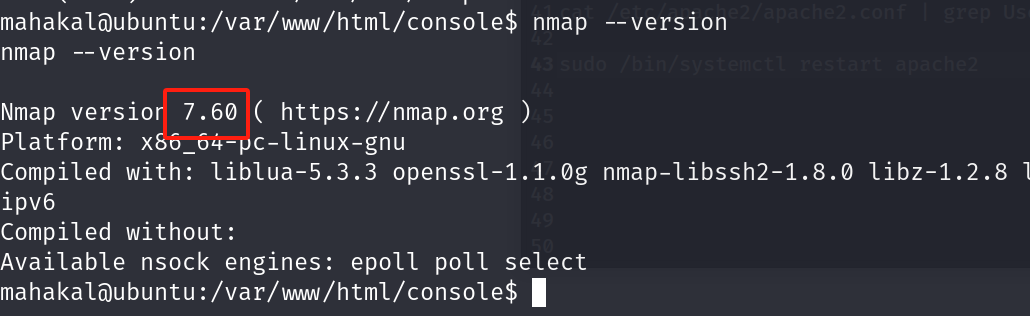 mahakal@ubuntu:/var/www/html/console$ nmap --version
nmap --version
Nmap version 7.60 ( https://nmap.org )
Platform: x86_64-pc-linux-gnu
Compiled with: liblua-5.3.3 openssl-1.1.0g nmap-libssh2-1.8.0 libz-1.2.8 l
ipv6
Compiled without:
Available nsock engines: epoll poll select
mahakal@ubuntu:/var/www/html/console$
41 cat /etc/apache2/apache2.conf | grep Us
42
43 sudo /bin/systemctl restart apache2
44
45
46
48
49
50